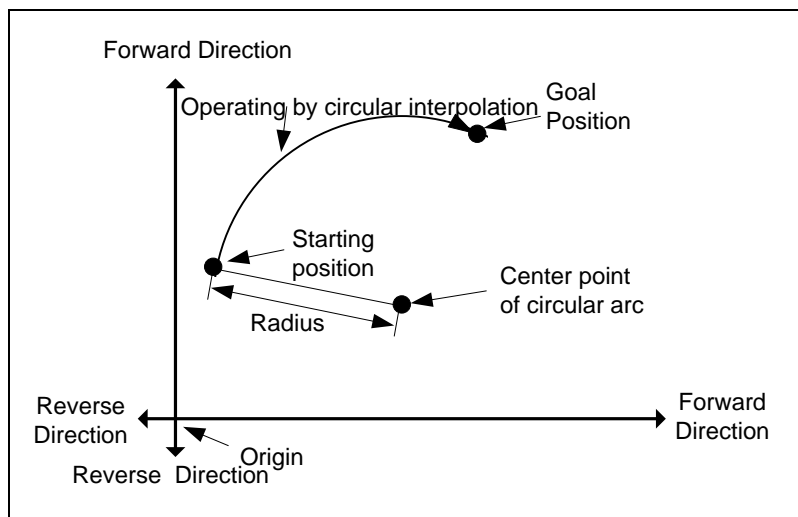 Forward Direction
Operating by circular interpolation
Goal
Position
Starting
position
Center point
of circular arc
Radius
Reverse
Direction
Forward
Direction
Origin
Reverse Direction